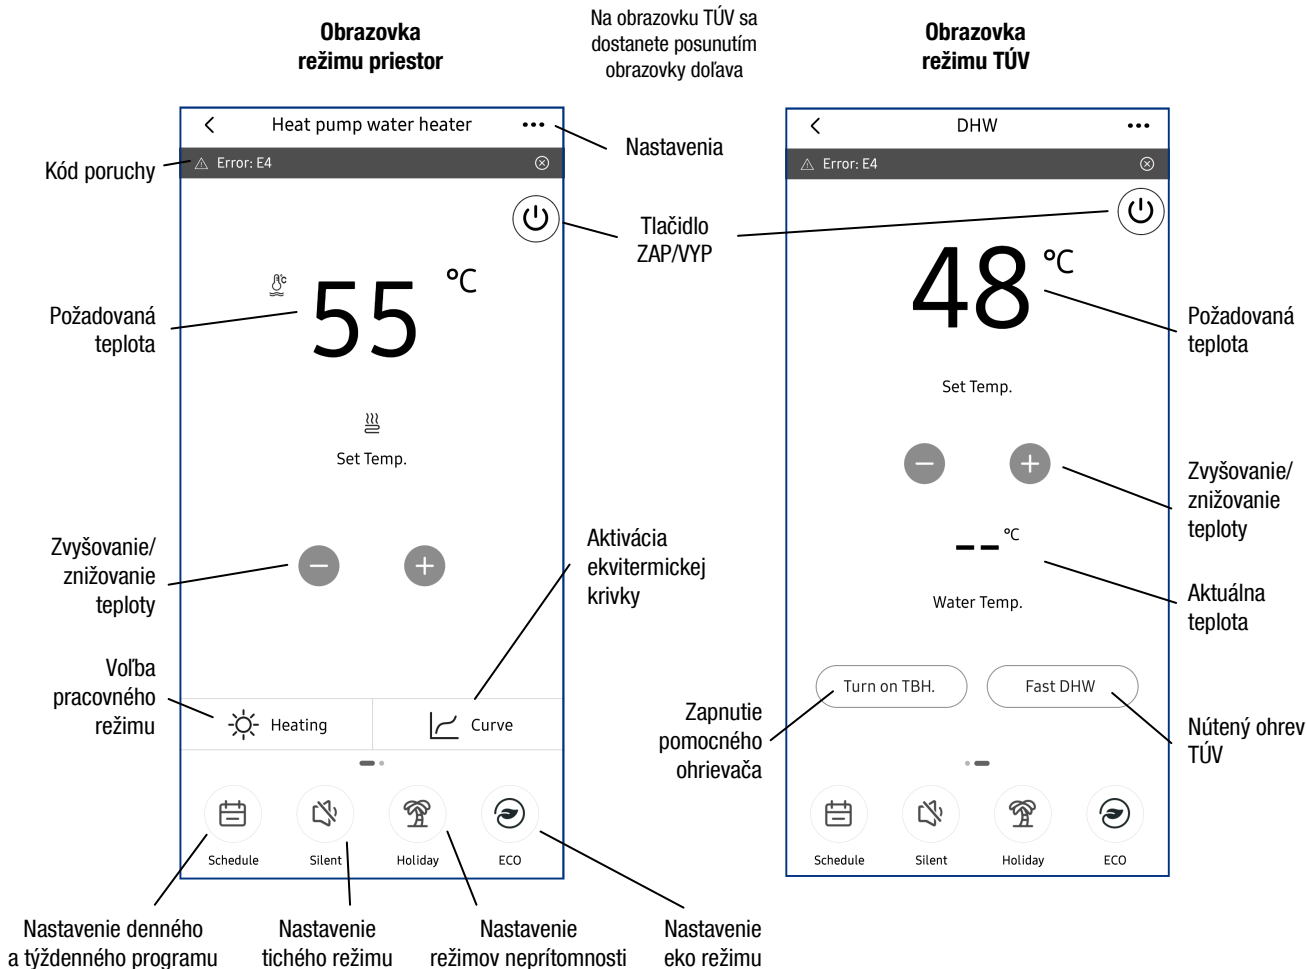 Obrazovka
režimu priestor
Na obrazovku TÚV sa
dostanete posunutím
obrazovky doľava
Obrazovka
režimu TÚV
Heat pump water heater
Error: E4
Kód poruchy
Nastavenia
DHW
Error: E4
Tlačidlo
ZAP/VYP
55 °C
Požadovaná
teplota
Set Temp.
48 °C
Požadovaná
teplota
Set Temp.
Zvyšovanie/
znižovanie
teploty
Aktivácia
ekvitermickej
krivky
Zvyšovanie/
znižovanie
teploty
-- °C
Water Temp.
Aktuálna
teplota
Voľba
pracovného
režimu
Heating
Curve
Turn on TBH.
Fast DHW
Zapnutie
pomocného
ohrievača
Nútený ohrev
TÚV
Schedule
Silent
Holiday
ECO
Schedule
Silent
Holiday
ECO
Nastavenie denného
a týždenného programu
Nastavenie
tichého režimu
Nastavenie
režimov neprítomnosti
Nastavenie
eko režimu